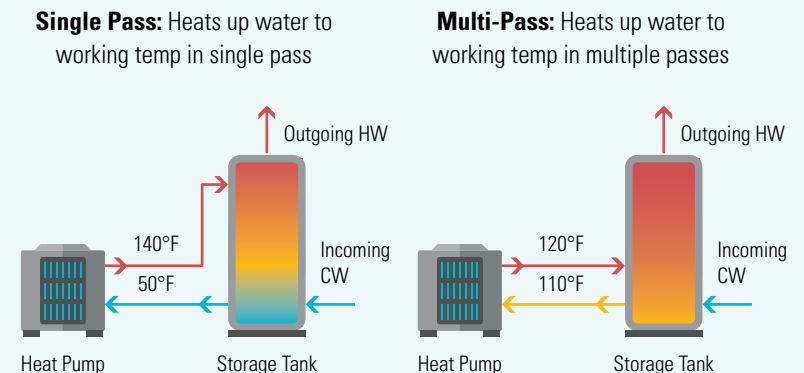 Single Pass: Heats up water to
working temp in single pass
Outgoing HW
140°F
50°F
Incoming
CW
Heat Pump
Storage Tank
Multi-Pass: Heats up water to
working temp in multiple passes
Outgoing HW
120°F
110°F
Incoming
CW
Heat Pump
Storage Tank